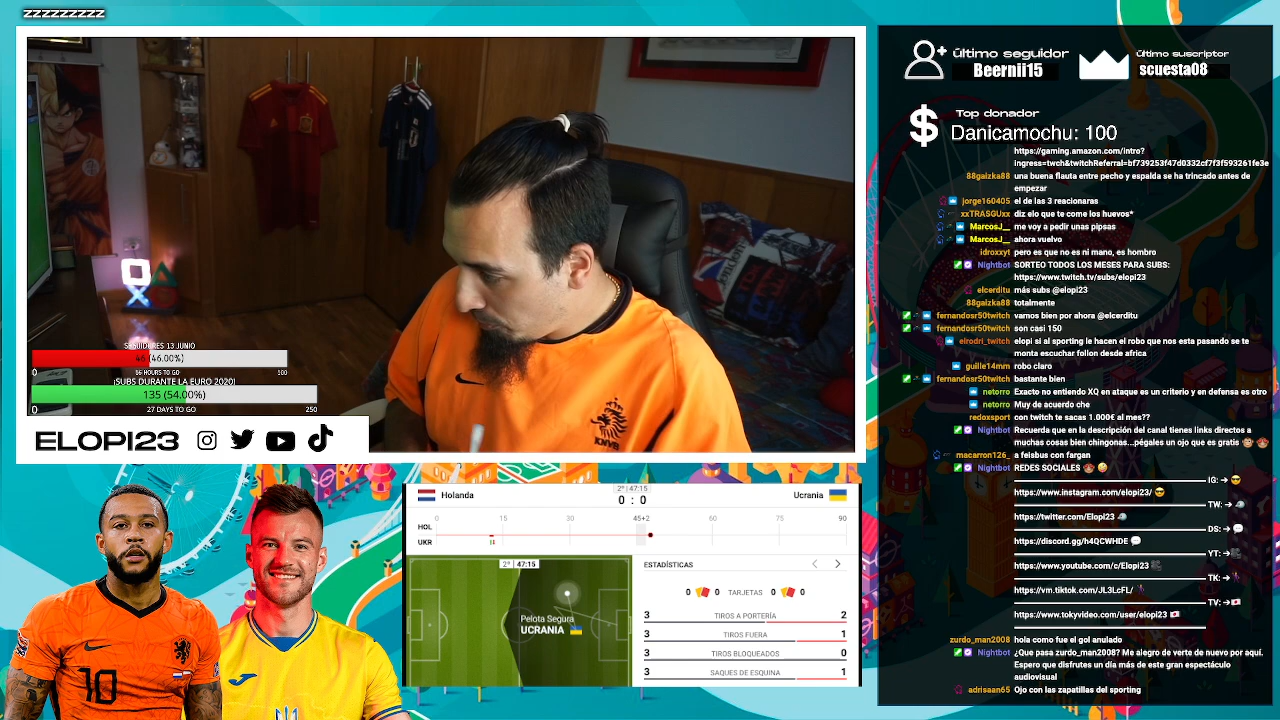 zzzzzzzzz
último seguidor
Beernii15
último suscriptor
scuesta08
Top donador
Danicamochu: 100
https://gaming.amazon.com/intro?
ingress=twch&twitchReferral=bf739253f47d0332cf7f3f593261fe3e
88gaizka88 una buena flauta entre pecho y espalda se ha trincado antes de
empezar
jorge160405 el de las 3 reacionaras
xxTRASGUxx diz elo que te como los huevos*
MarcosJ__ me voy a pedir unas pipsas
MarcosJ__ ahora vuelvo
idroxxyt pero es que no es ni mano, es hombro
Nightbot SORTEO TODOS LOS MESES PARA SUBS:
https://www.twitch.tv/subs/elopi23
elcerditu más subs @elopi23
88gaizka88 totalmente
fernandosr50twitch vamos bien por ahora @elcerditu
fernandosr50twitch son casi 150
elrodri_twitch elopi si al sporting le hacen el robo que nos esta pasando se te
monta escuchar follon desde africa
guille14mm robo claro
fernandosr50twitch bastante bien
netorro Exacto no entiendo XQ en ataque es un criterio y en defensa es otro
netorro Muy de acuerdo che
redoxsport con twitch te sacas 1.000€ al mes??
Nightbot Recuerda que en la descripción del canal tienes links directos a
muchas cosas bien chingonas...pégales un ojo que es gratis
macarron126_ a felsbus con fargan
Nightbot REDES SOCIALES
IG: →
https://www.instagram.com/elopi23/
TW: →
https://twitter.com/Elopi23
DS: →
https://discord.gg/h4QCWHDE
YT: →
https://www.youtube.com/c/Elopi23
TK: →
https://vm.tiktok.com/JL3LcFL/
TV: →
https://www.tokyvideo.com/user/elopi23
zurdo_man2008 hola como fue el gol anulado
Nightbot ¿Que pasa zurdo_man2008? Me alegro de verte de nuevo por aquí.
Espero que disfrutes un día más de este gran espectáculo
audiovisual
adrisaan65 Ojo con las zapatillas del sporting
SEGUIDORES 13 JUNIO
46 (46.00%)
0 56 HOURS TO GO 100
¡SUBS DURANTE LA EURO 2020!
135 (54.00%)
0 27 DAYS TO GO 250
ELOPI23
KNVB
10
Holanda
2º | 47:15
0 : 0
Ucrania
0 15 30 45+2 60 75 90
HOL
UKR
2º | 47:15
Pelota Segura
UCRANIA
ESTADÍSTICAS
0 0 TARJETAS 0 0
3 TIROS A PORTERÍA 2
3 TIROS FUERA 1
3 TIROS BLOQUEADOS 0
3 SAQUES DE ESQUINA 1